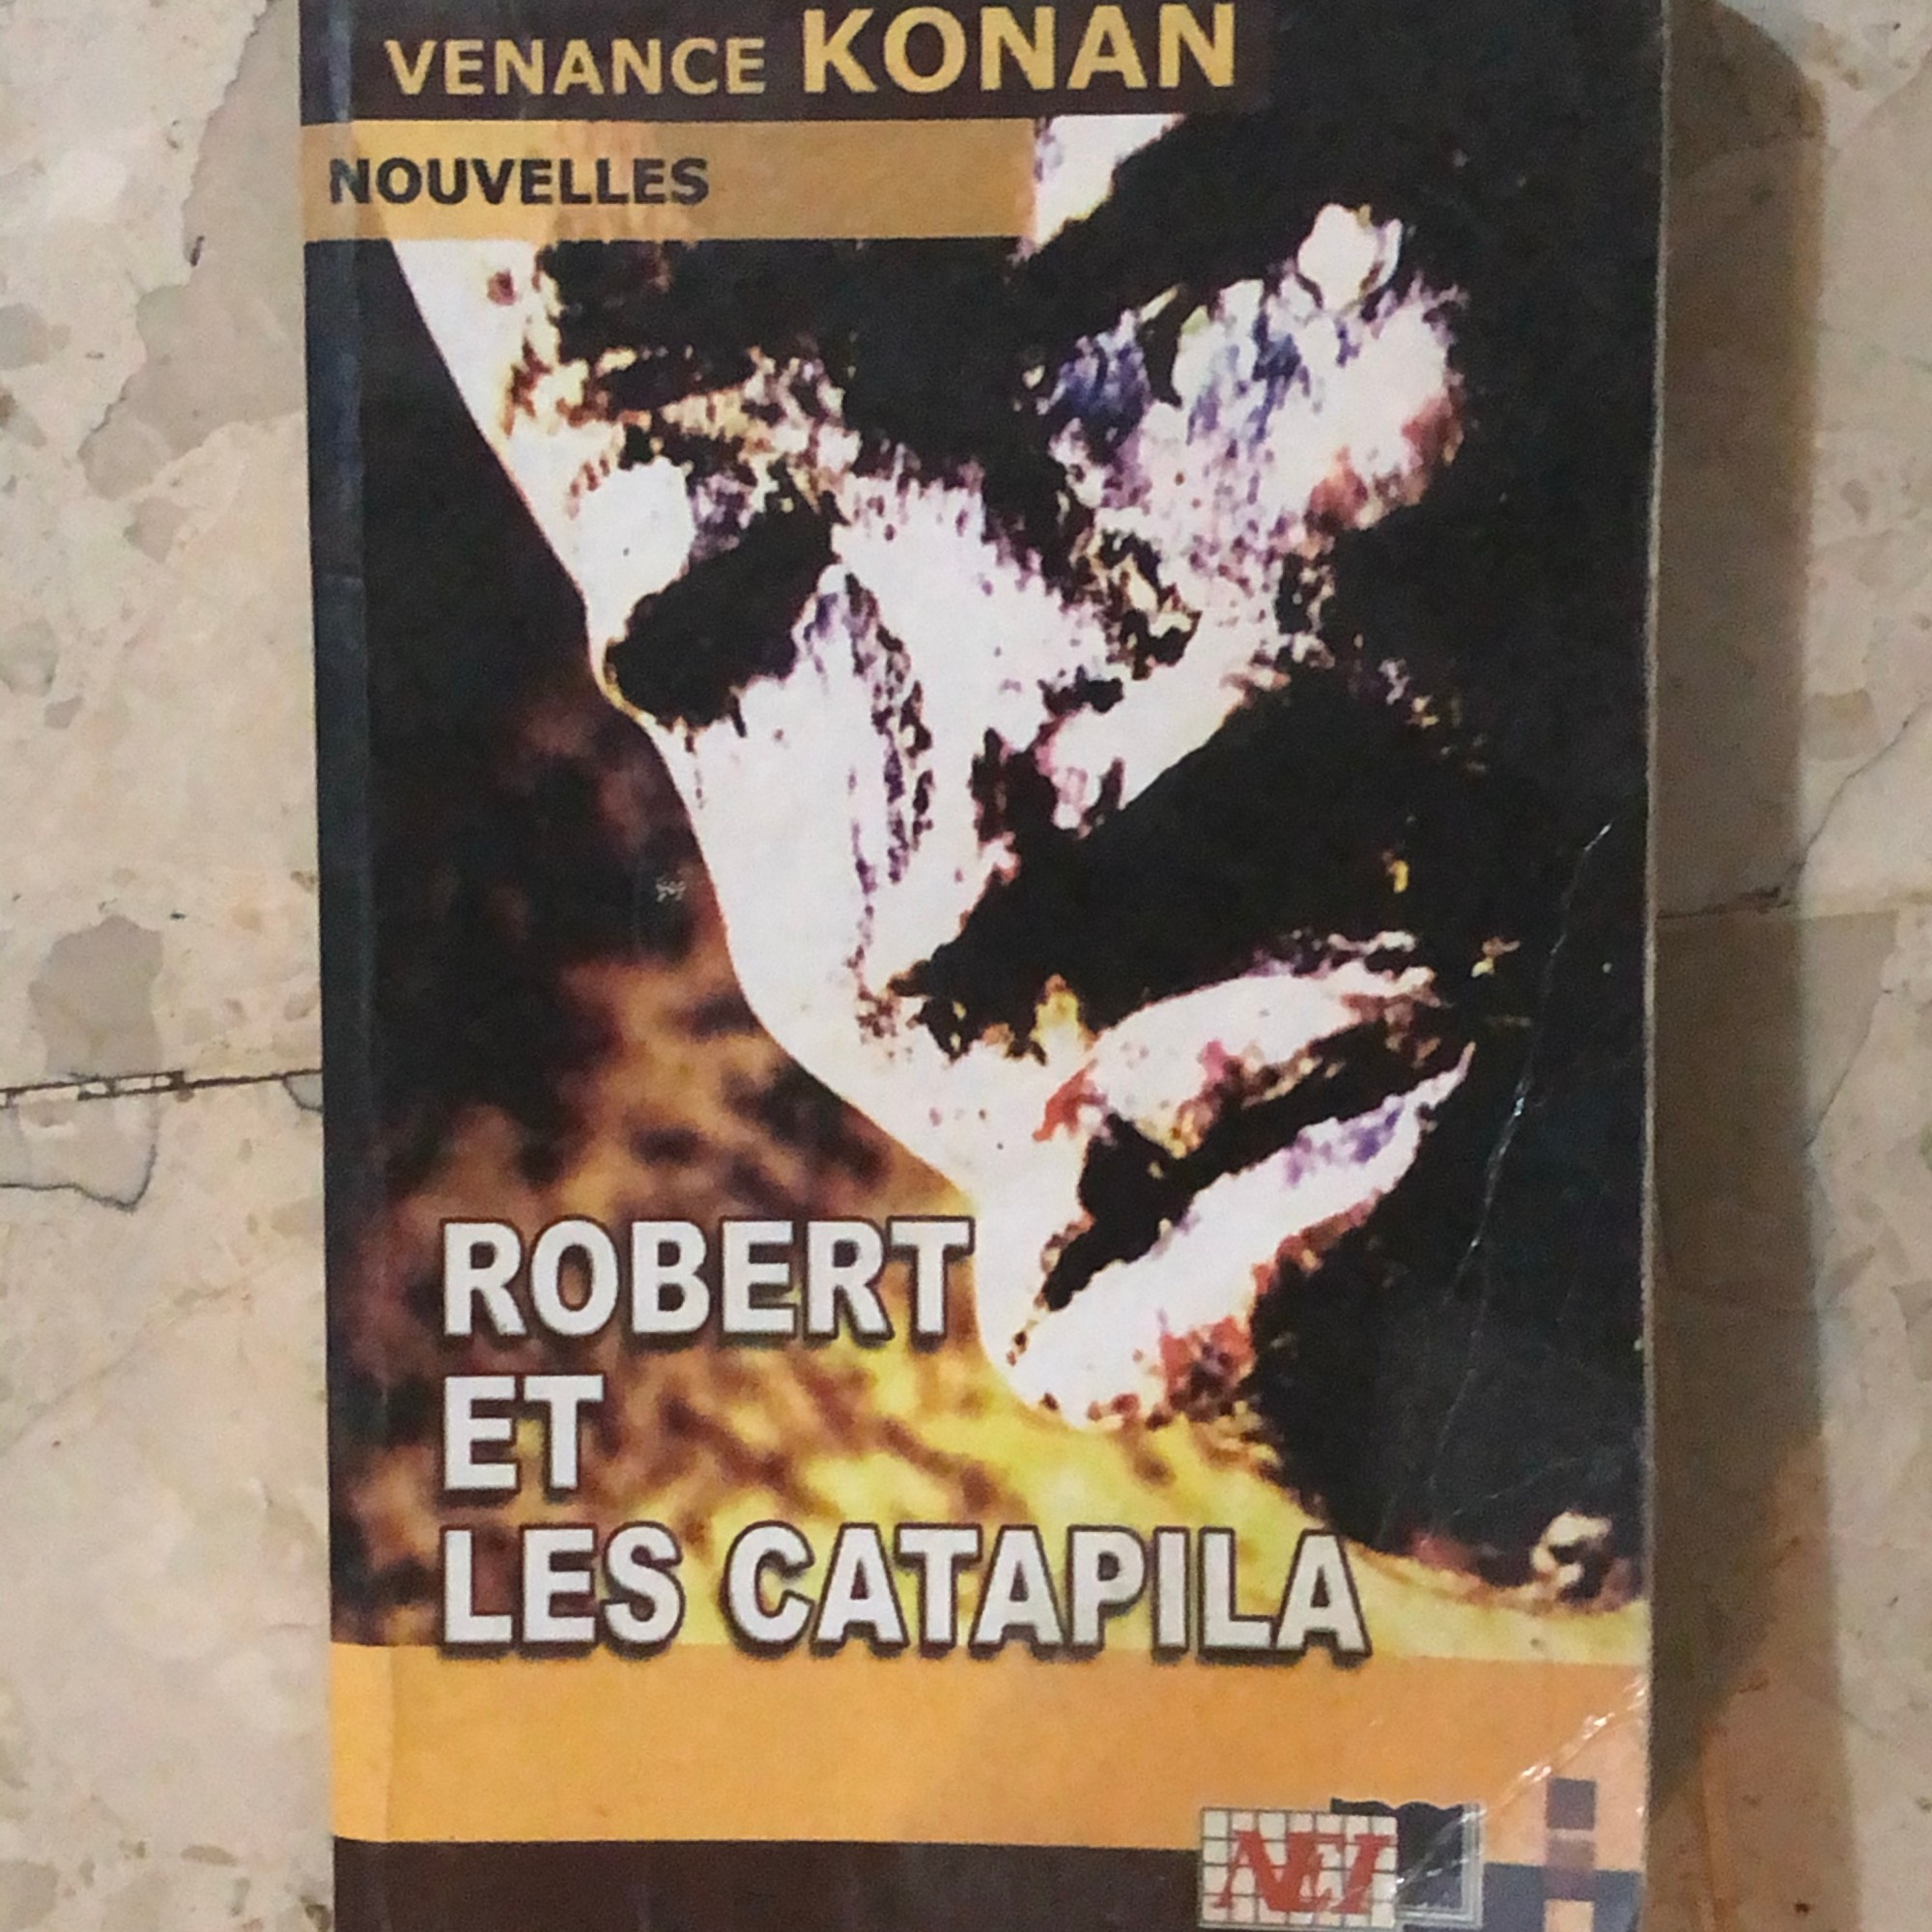 VENANCE KONAN
NOUVELLES
ROBERT
ET
LES CATAPILA
NEI